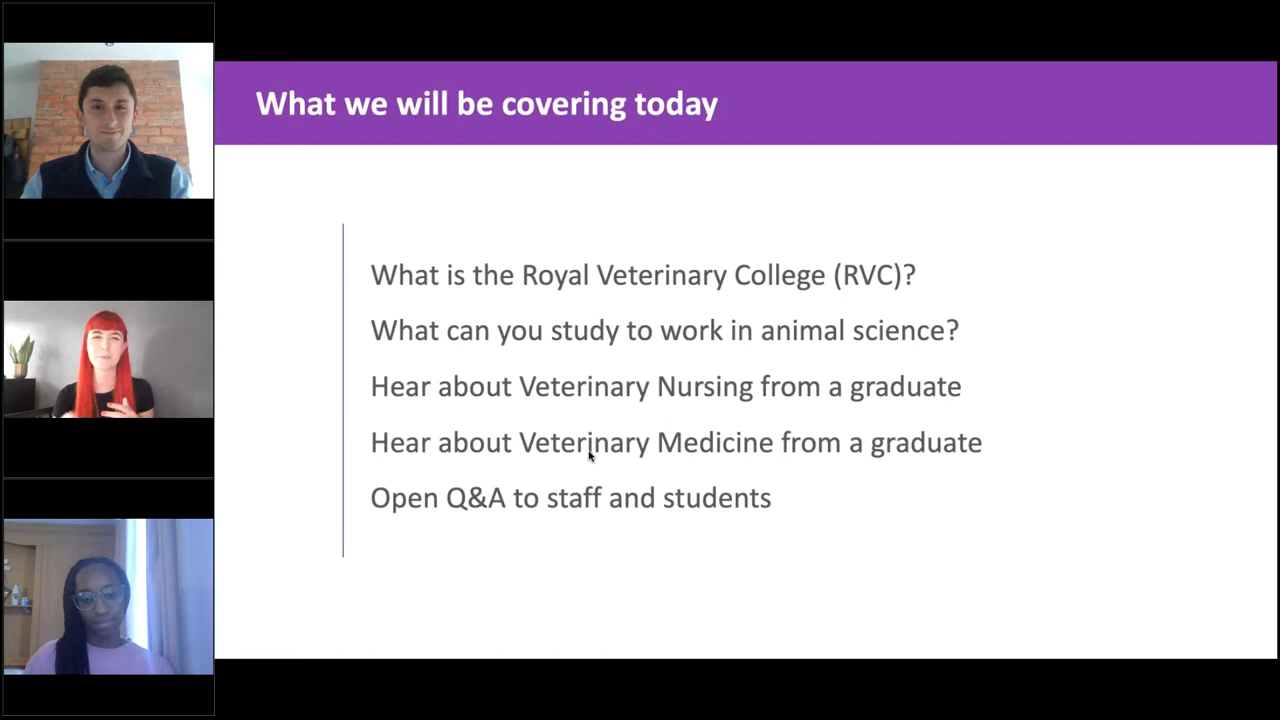 What we will be covering today
What is the Royal Veterinary College (RVC)?
What can you study to work in animal science?
Hear about Veterinary Nursing from a graduate
Hear about Veterinary Medicine from a graduate
Open Q&A to staff and students